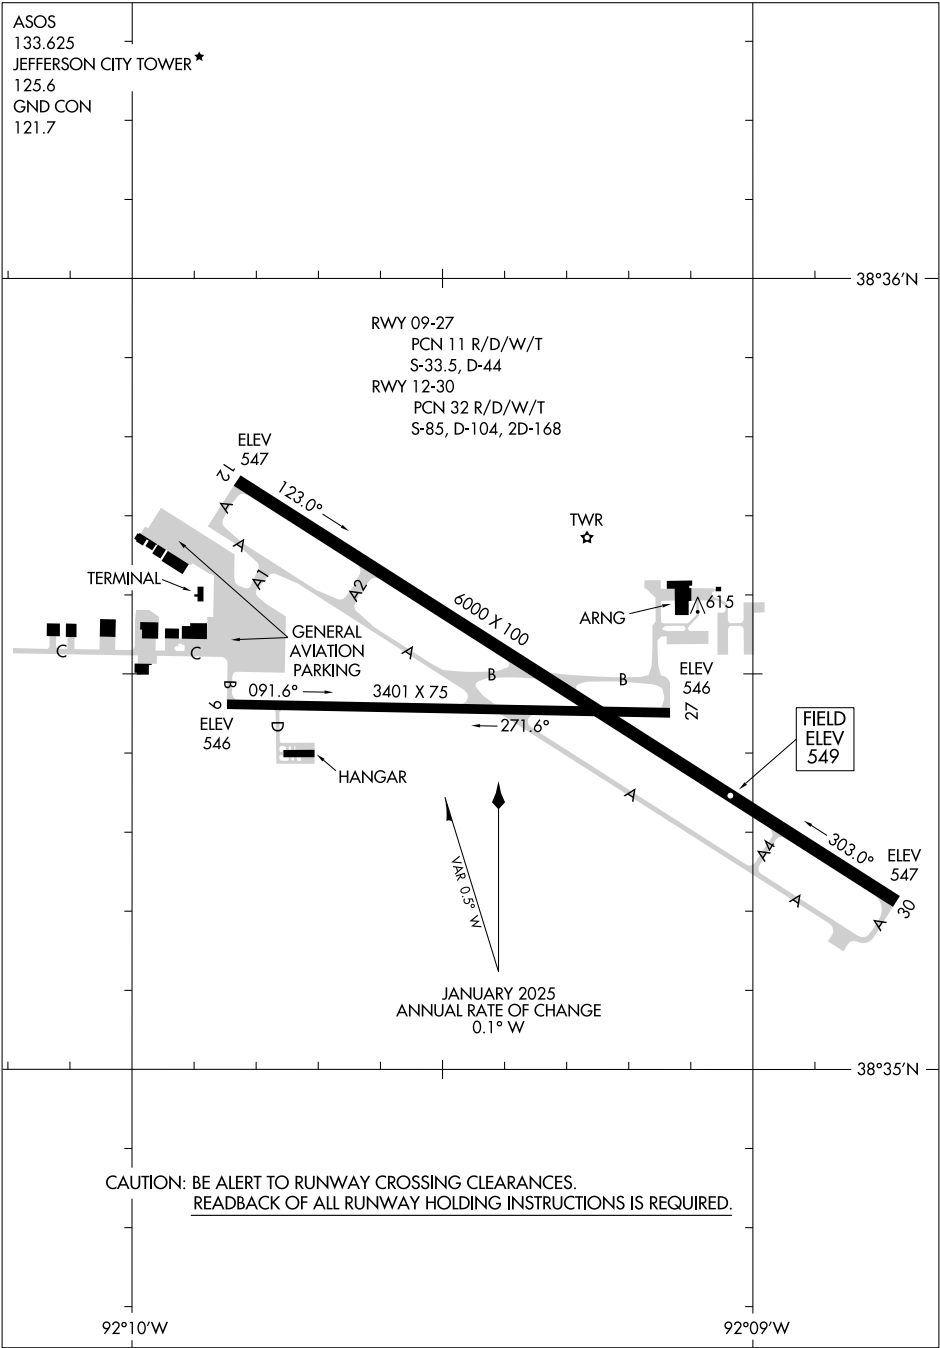 ASOS
133.625
JEFFERSON CITY TOWER★
125.6
GND CON
121.7
38°36'N
RWY 09-27
PCN 11 R/D/W/T
S-33.5, D-44
RWY 12-30
PCN 32 R/D/W/T
S-85, D-104, 2D-168
ELEV
547
12
123.0°
A
A
A1
A2
TWR
TERMINAL
6000 X 100
ARNG
615
GENERAL
AVIATION
PARKING
C
C
A
B
B
B
ELEV
546
091.6°
3401 X 75
9
27
ELEV
546
D
271.6°
FIELD
ELEV
549
HANGAR
A
VAR 0.5° W
A4
303.0°
ELEV
547
A
A
30
JANUARY 2025
ANNUAL RATE OF CHANGE
0.1° W
38°35'N
CAUTION: BE ALERT TO RUNWAY CROSSING CLEARANCES.
READBACK OF ALL RUNWAY HOLDING INSTRUCTIONS IS REQUIRED.
92°10'W
92°09'W